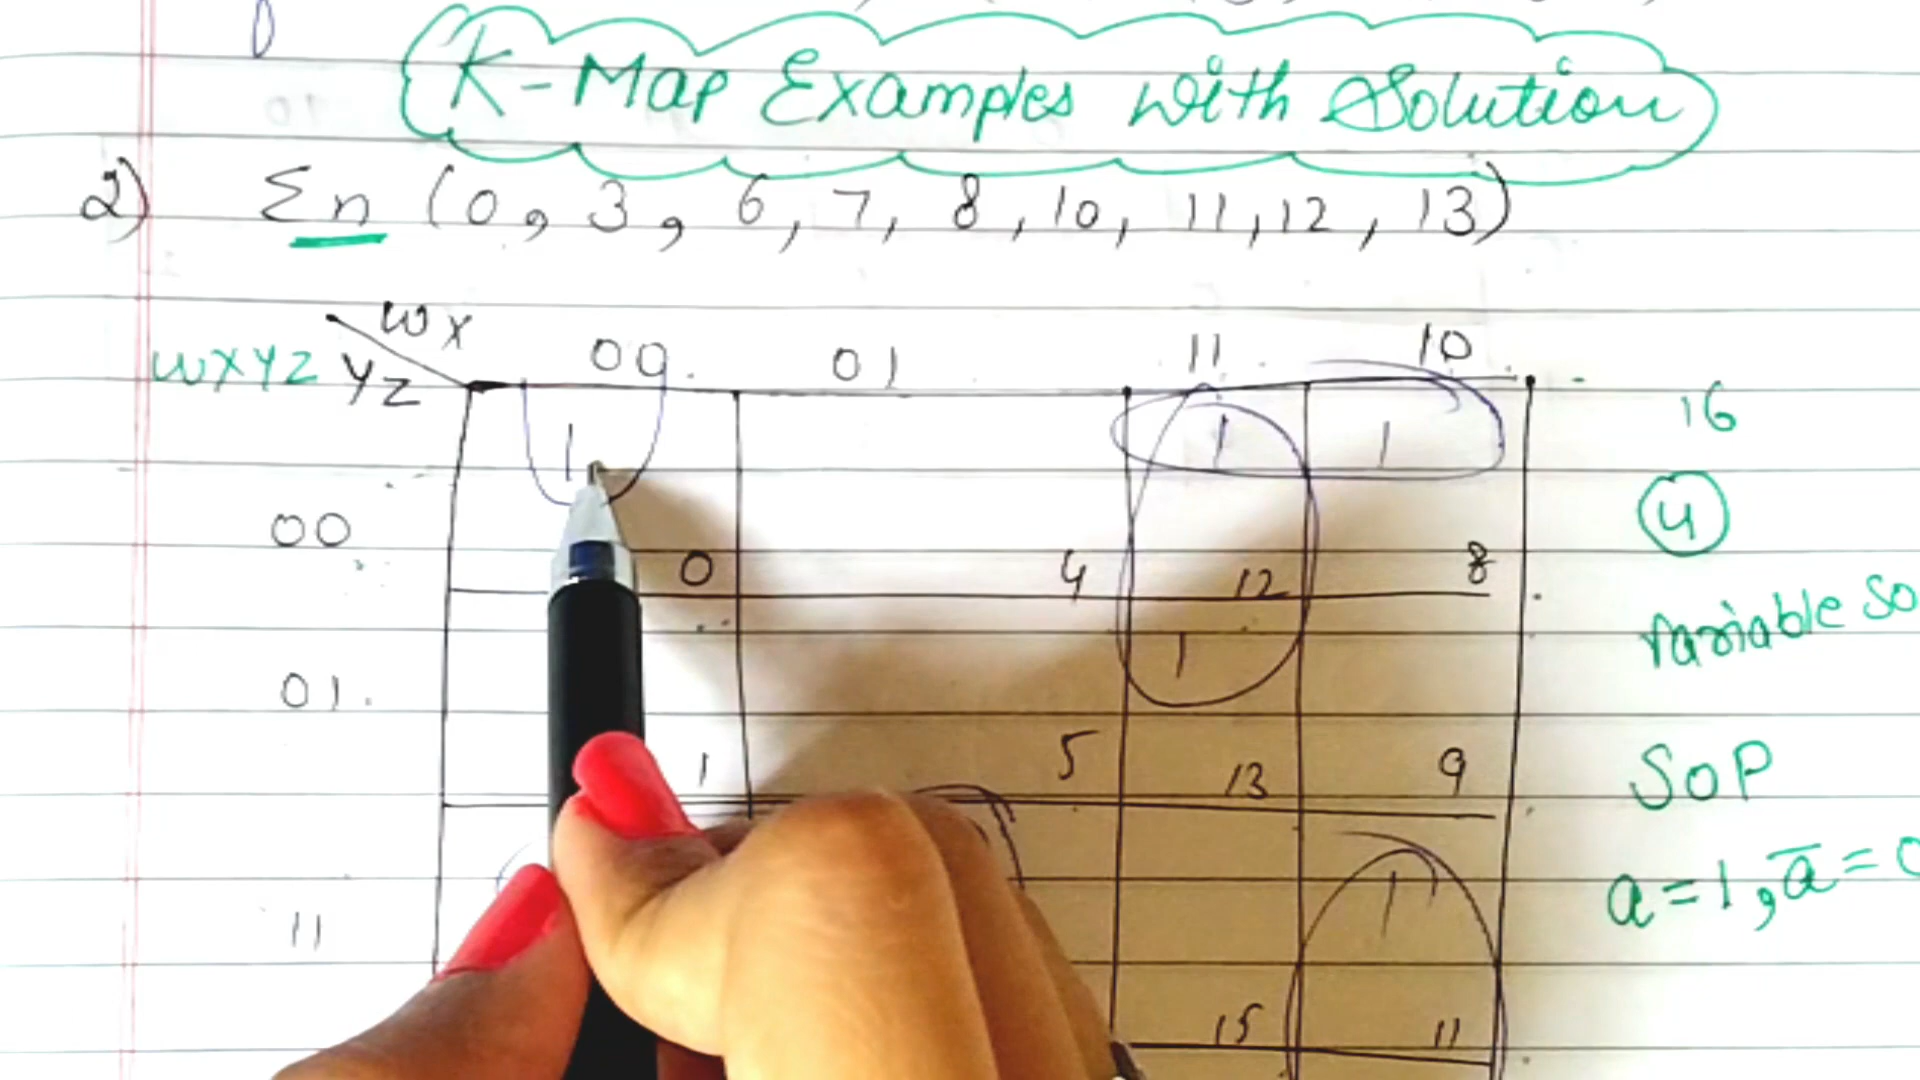 K-Map Examples with Solution
2) Σn (0, 3, 6, 7, 8, 10, 11, 12, 13)
wx
wxyz yz 00 01 11 10
1 1 1
16
00 0 4 12 8
4
variable so
01 1
1 5 13 9
SOP
11 1
a=1, a̅=0
15 11